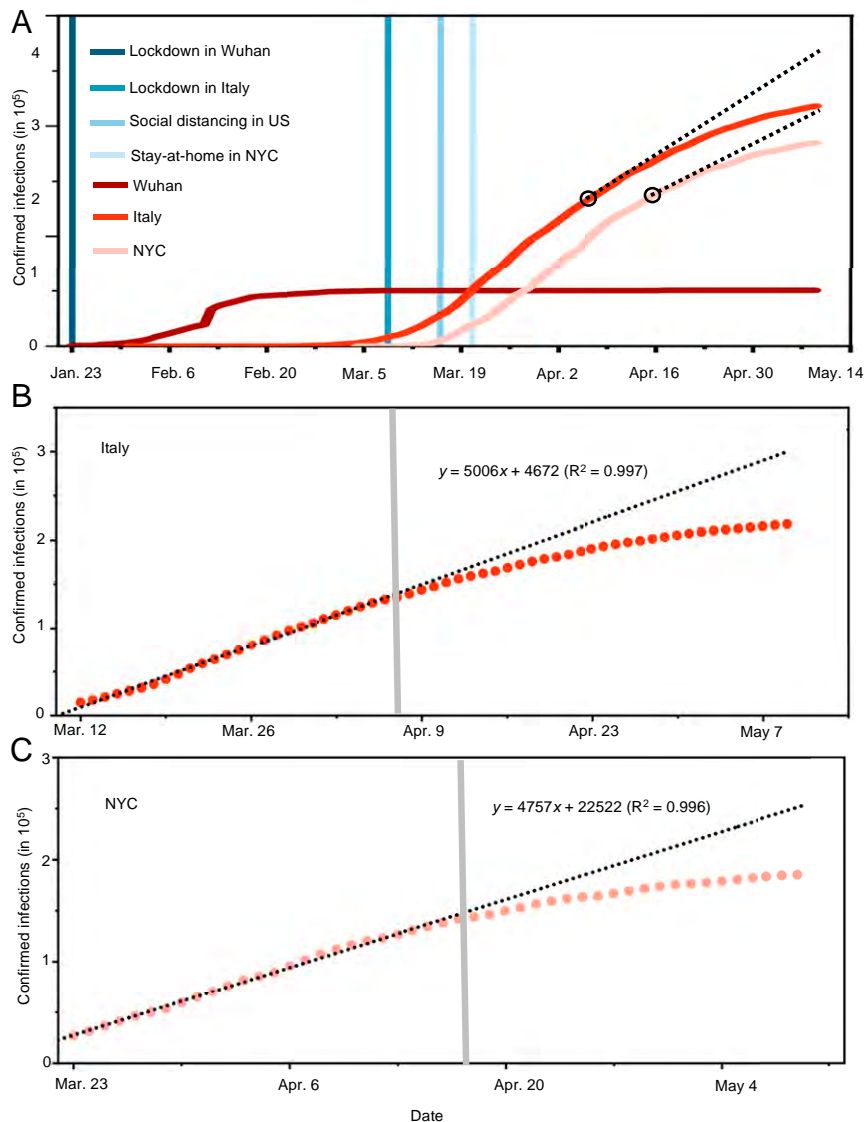 A
Confirmed infections (in 10⁵)
4
3
2
1
0
Lockdown in Wuhan
Lockdown in Italy
Social distancing in US
Stay-at-home in NYC
Wuhan
Italy
NYC
Jan. 23 Feb. 6 Feb. 20 Mar. 5 Mar. 19 Apr. 2 Apr. 16 Apr. 30 May. 14
B
Confirmed infections (in 10⁵)
3
2
1
0
Italy
y = 5006x + 4672 (R² = 0.997)
Mar. 12 Mar. 26 Apr. 9 Apr. 23 May 7
C
Confirmed infections (in 10⁵)
3
2
1
0
NYC
y = 4757x + 22522 (R² = 0.996)
Mar. 23 Apr. 6 Apr. 20 May 4
Date